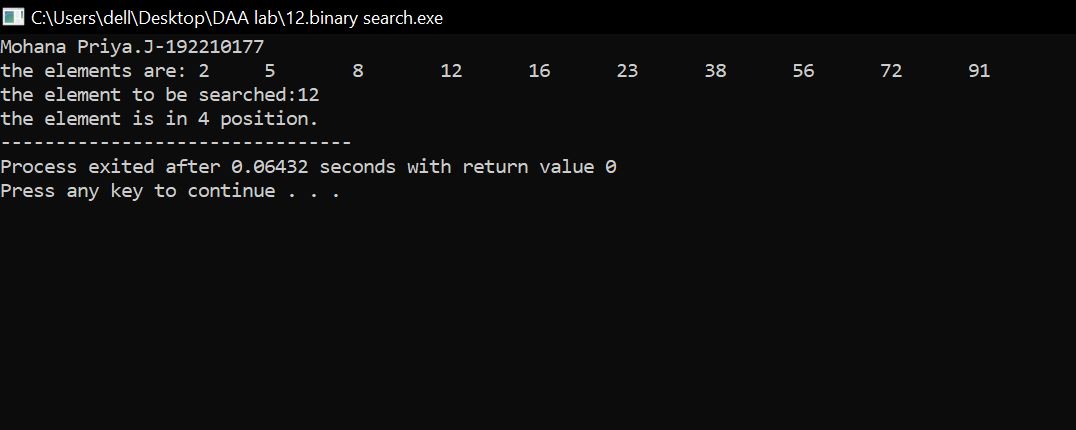 C:\Users\dell\Desktop\DAA lab\12.binary search.exe
Mohana Priya.J-192210177
the elements are: 2 5 8 12 16 23 38 56 72 91
the element to be searched:12
the element is in 4 position.
--------------------------------
Process exited after 0.06432 seconds with return value 0
Press any key to continue . . .